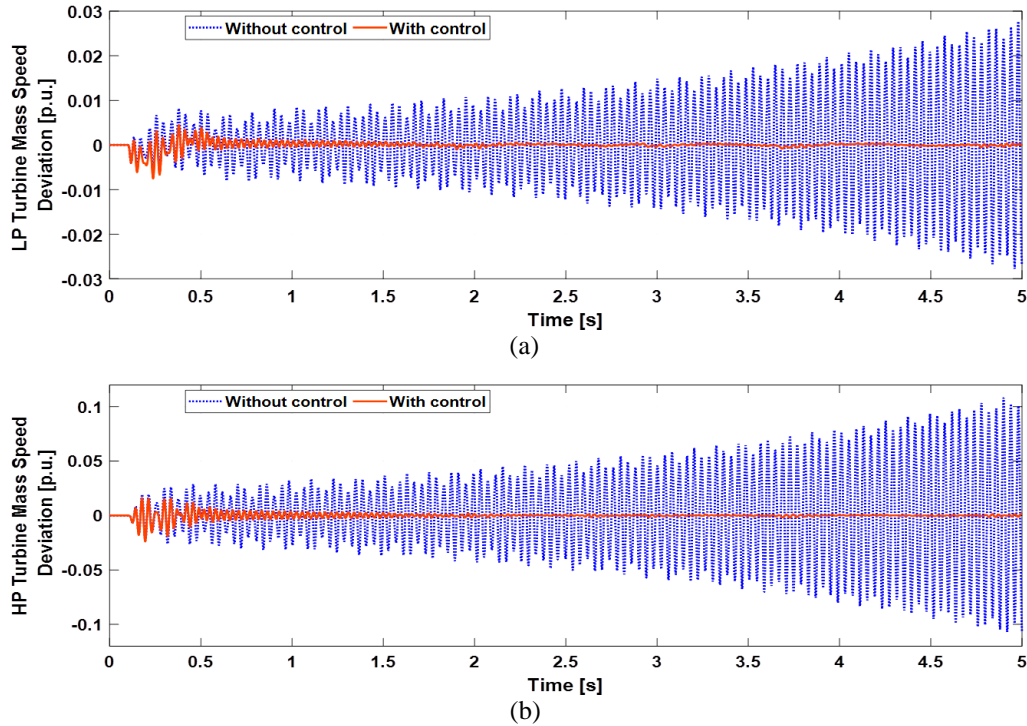 Without control With control
LP Turbine Mass Speed
Deviation [p.u.]
0.03
0.02
0.01
0
-0.01
-0.02
-0.03
0 0.5 1 1.5 2 2.5 3 3.5 4 4.5 5
Time [s]
(a)
Without control With control
HP Turbine Mass Speed
Deviation [p.u.]
0.1
0.05
0
-0.05
-0.1
0 0.5 1 1.5 2 2.5 3 3.5 4 4.5 5
Time [s]
(b)